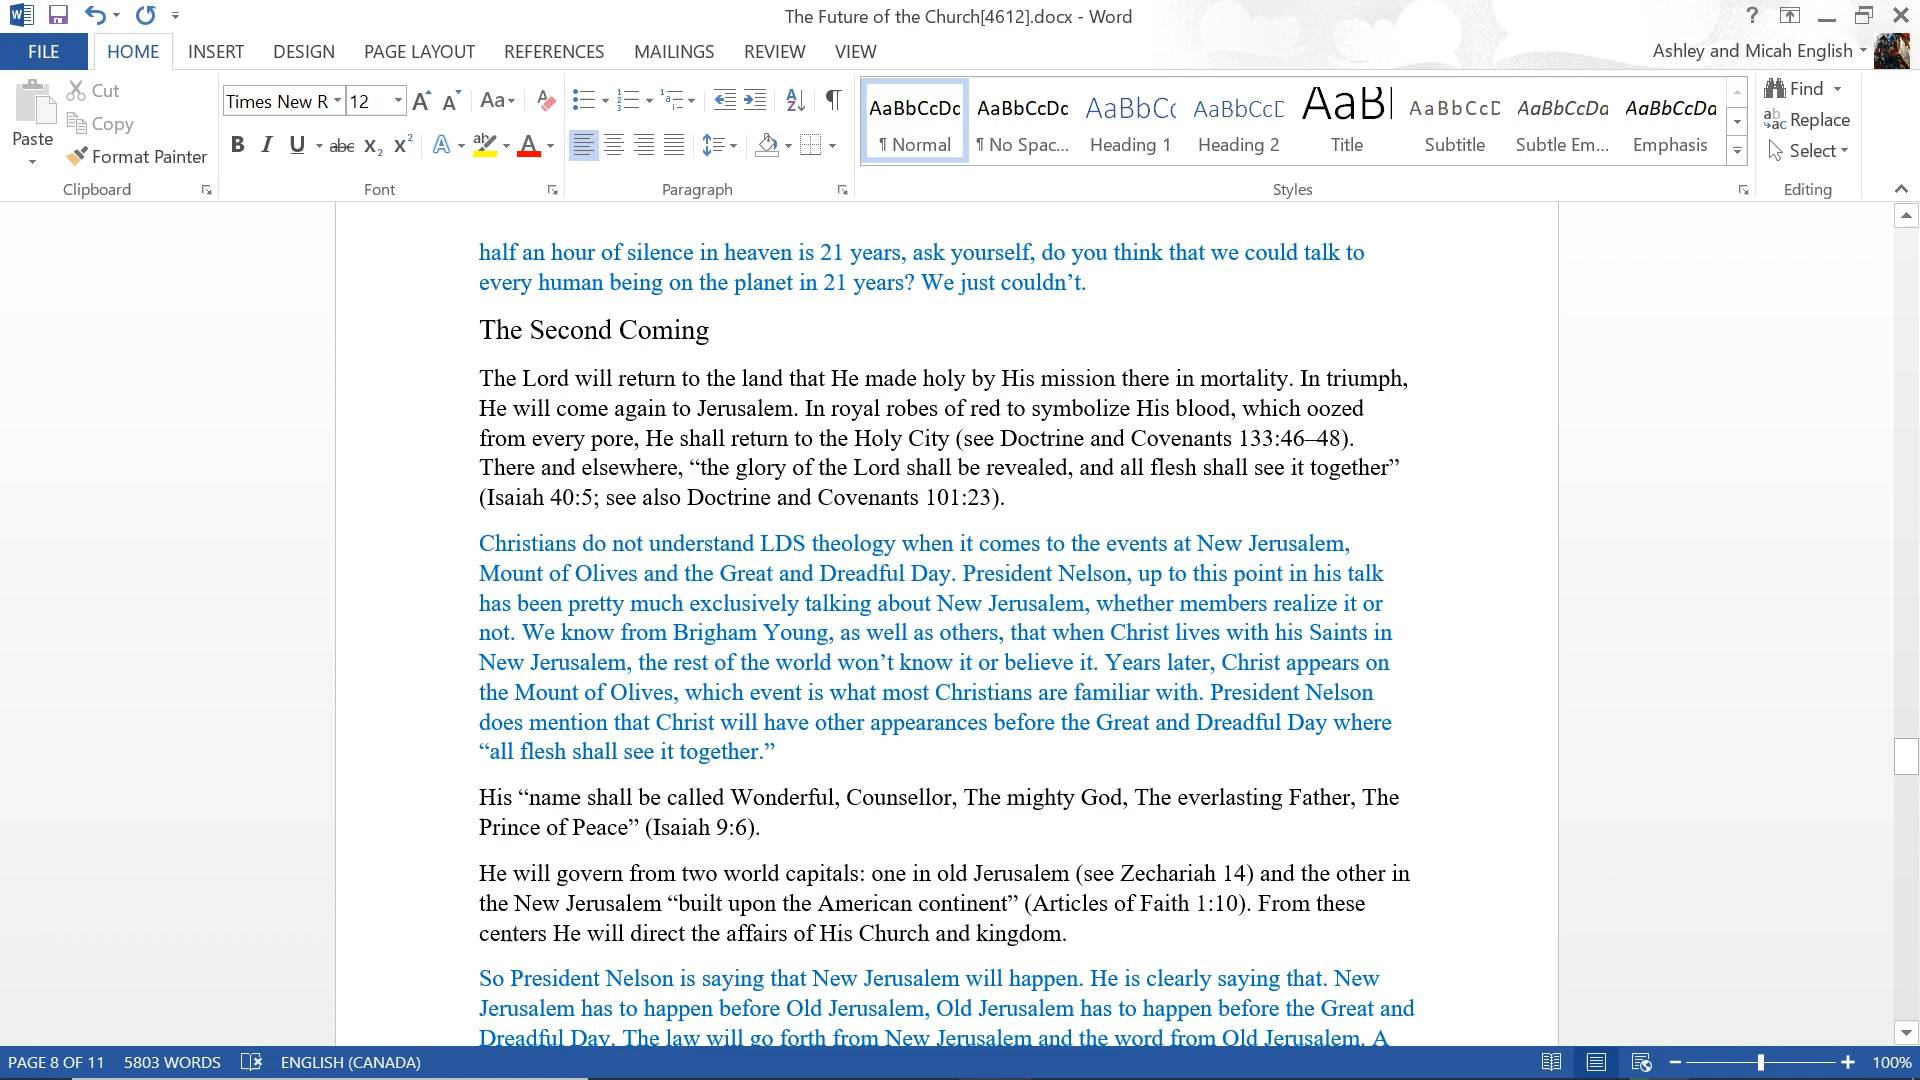 The Future of the Church[4612].docx - Word
?
FILE HOME INSERT DESIGN PAGE LAYOUT REFERENCES MAILINGS REVIEW VIEW Ashley and Micah English
Paste
Cut
Copy
Format Painter
Clipboard
Times New R 12 Aa
B I U abc X2 X2 A ab A
Font
Paragraph
AaBbCcDc AaBbCcDc AaBbCc AaBbCcD AaB AaBbCcD AaBbCcDa AaBbCcDa
¶ Normal ¶ No Spac... Heading 1 Heading 2 Title Subtitle Subtle Em... Emphasis
Styles
Find
Replace
Select
Editing
half an hour of silence in heaven is 21 years, ask yourself, do you think that we could talk to
every human being on the planet in 21 years? We just couldn’t.
The Second Coming
The Lord will return to the land that He made holy by His mission there in mortality. In triumph,
He will come again to Jerusalem. In royal robes of red to symbolize His blood, which oozed
from every pore, He shall return to the Holy City (see Doctrine and Covenants 133:46–48).
There and elsewhere, “the glory of the Lord shall be revealed, and all flesh shall see it together”
(Isaiah 40:5; see also Doctrine and Covenants 101:23).
Christians do not understand LDS theology when it comes to the events at New Jerusalem,
Mount of Olives and the Great and Dreadful Day. President Nelson, up to this point in his talk
has been pretty much exclusively talking about New Jerusalem, whether members realize it or
not. We know from Brigham Young, as well as others, that when Christ lives with his Saints in
New Jerusalem, the rest of the world won’t know it or believe it. Years later, Christ appears on
the Mount of Olives, which event is what most Christians are familiar with. President Nelson
does mention that Christ will have other appearances before the Great and Dreadful Day where
“all flesh shall see it together.”
His “name shall be called Wonderful, Counsellor, The mighty God, The everlasting Father, The
Prince of Peace” (Isaiah 9:6).
He will govern from two world capitals: one in old Jerusalem (see Zechariah 14) and the other in
the New Jerusalem “built upon the American continent” (Articles of Faith 1:10). From these
centers He will direct the affairs of His Church and kingdom.
So President Nelson is saying that New Jerusalem will happen. He is clearly saying that. New
Jerusalem has to happen before Old Jerusalem, Old Jerusalem has to happen before the Great and
Dreadful Day. The law will go forth from New Jerusalem and the word from Old Jerusalem. A
PAGE 8 OF 11 5803 WORDS ENGLISH (CANADA) 100%